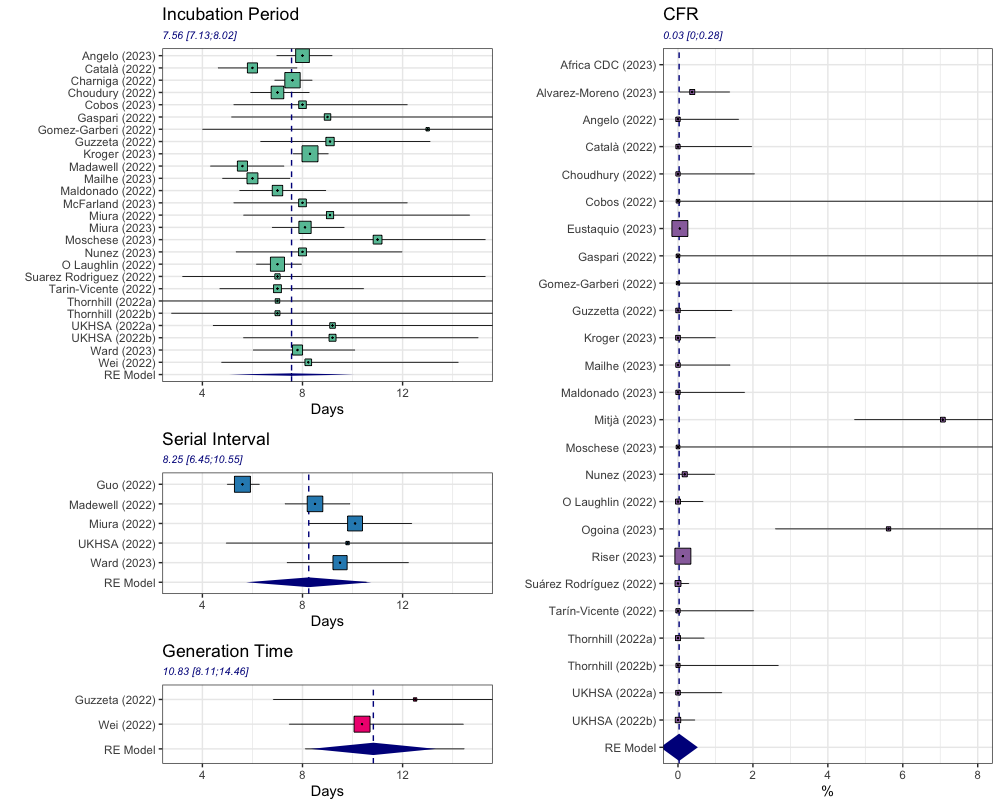 Incubation Period
7.56 [7.13;8.02]
Angelo (2023)
Català (2022)
Charniga (2022)
Choudury (2022)
Cobos (2022)
Gaspari (2022)
Gomez-Garberi (2022)
Guzzeta (2022)
Kroger (2023)
Madawell (2022)
Mailhe (2023)
Maldonado (2022)
McFarland (2023)
Miura (2022)
Miura (2023)
Moschese (2022)
Nunez (2023)
O Laughlin (2022)
Suarez Rodriguez (2022)
Tarin-Vicente (2022)
Thornhill (2022a)
Thornhill (2022b)
UKHSA (2022a)
UKHSA (2022b)
Ward (2023)
Wei (2022)
RE Model
4 8 12
Days
Serial Interval
8.25 [6.45;10.55]
Guo (2022)
Madewell (2022)
Miura (2022)
UKHSA (2022)
Ward (2023)
RE Model
4 8 12
Days
Generation Time
10.83 [8.11;14.46]
Guzzeta (2022)
Wei (2022)
RE Model
4 8 12
Days
CFR
0.03 [0;0.28]
Africa CDC (2023)
Alvarez-Moreno (2023)
Angelo (2022)
Català (2022)
Choudhury (2022)
Cobos (2022)
Eustaquio (2023)
Gaspari (2022)
Gomez-Garberi (2022)
Guzzetta (2022)
Kroger (2023)
Mailhe (2023)
Maldonado (2022)
Mitjà (2023)
Moschese (2022)
Nunez (2023)
O Laughlin (2022)
Ogoina (2023)
Riser (2023)
Suárez Rodríguez (2022)
Tarín-Vicente (2022)
Thornhill (2022a)
Thornhill (2022b)
UKHSA (2022a)
UKHSA (2022b)
RE Model
0 2 4 6 8
%